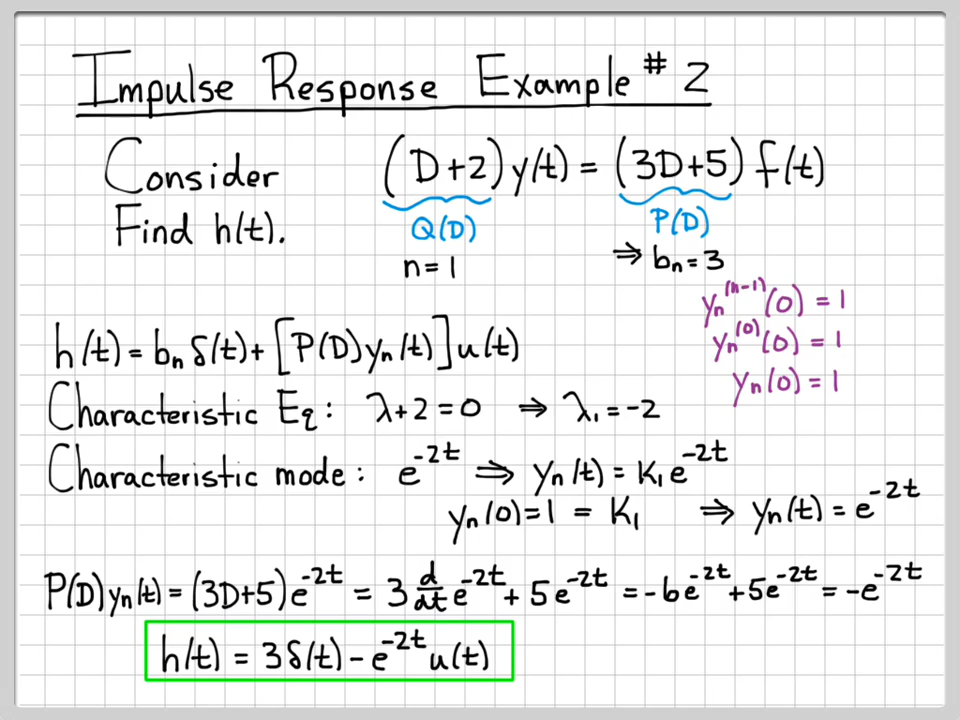 Impulse Response Example # 2
Consider (D+2) y(t) = (3D+5) f(t)
Q(D) P(D)
Find h(t).
n = 1 ⇒ bn = 3
yn^(n-1)(0) = 1
yn^(0)(0) = 1
yn(0) = 1
h(t) = bn δ(t) + [P(D) yn(t)] u(t)
Characteristic Eq: λ+2 = 0 ⇒ λ1 = -2
Characteristic mode: e^-2t ⇒ yn(t) = K1 e^-2t
yn(0) = 1 = K1 ⇒ yn(t) = e^-2t
P(D) yn(t) = (3D+5) e^-2t = 3 d/dt e^-2t + 5 e^-2t = -6e^-2t + 5e^-2t = -e^-2t
h(t) = 3δ(t) - e^-2t u(t)